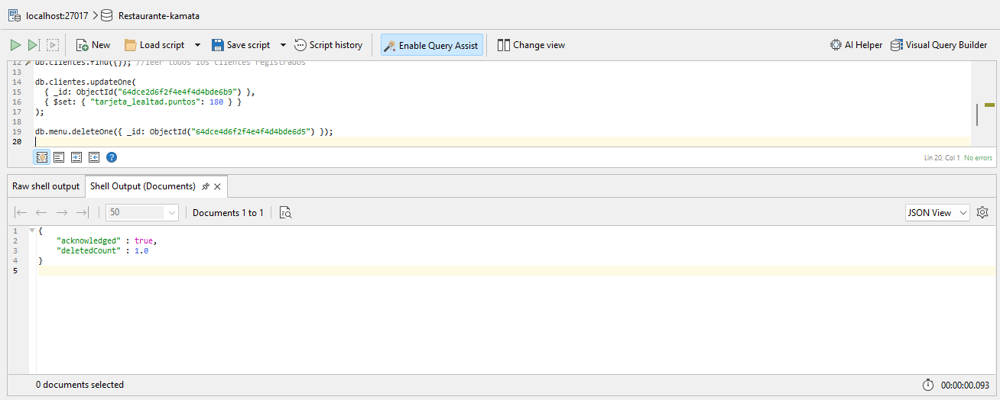 localhost:27017 Restaurante-kamata
New Load script Save script Script history Enable Query Assist Change view AI Helper Visual Query Builder
12 db.clientes.find({}); //leer todos los clientes registrados
13
14 db.clientes.updateOne(
15 { _id: ObjectId("64dce2d6f2f4e4f4d4bde6b9") },
16 { $set: { "tarjeta_lealtad.puntos": 180 } }
17 );
18
19 db.menu.deleteOne({ _id: ObjectId("64dce4d6f2f4e4f4d4bde6d5") });
20
Lin 20, Col 1 No errors
Raw shell output Shell Output (Documents)
50 Documents 1 to 1 JSON View
1 {
2 "acknowledged" : true,
3 "deletedCount" : 1.0
4 }
5
0 documents selected 00:00:00.093